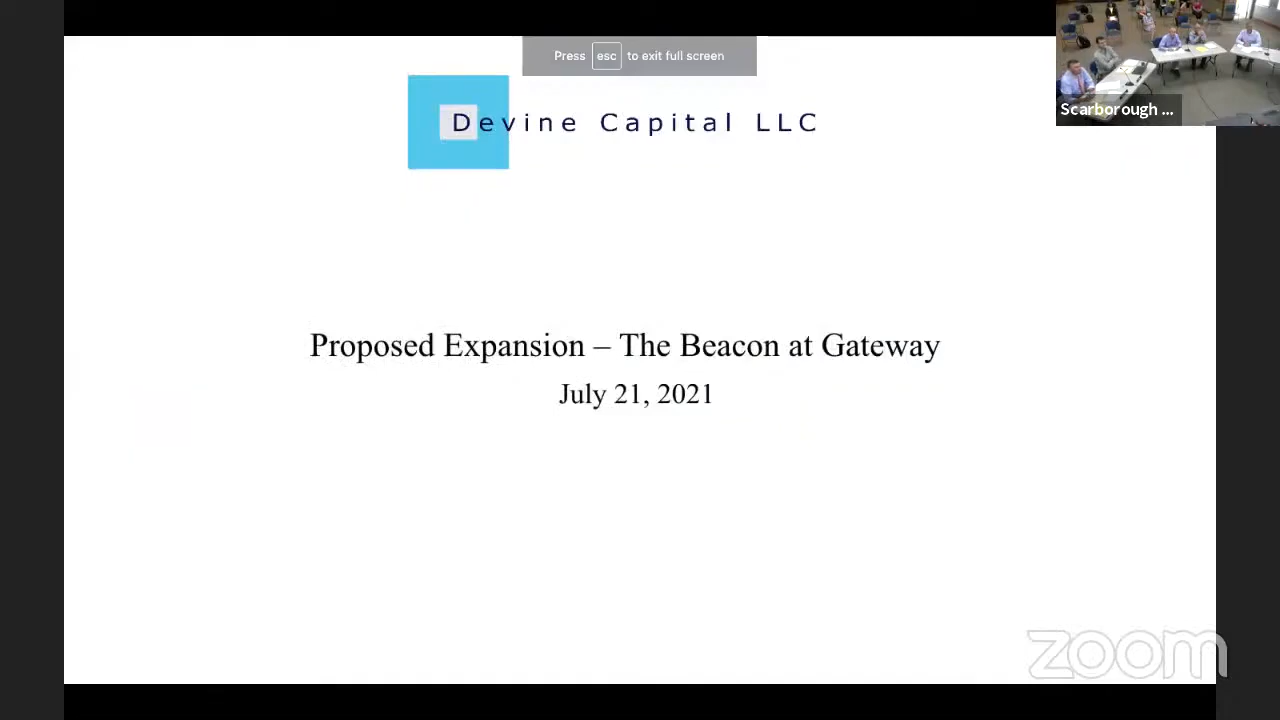 Press esc to exit full screen
Devine Capital LLC
Scarborough ...
Proposed Expansion – The Beacon at Gateway
July 21, 2021
zoom